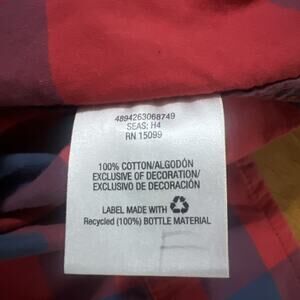 4894263068749
SEAS: H4
RN 15099
100% COTTON/ALGODÓN
EXCLUSIVE OF DECORATION/
EXCLUSIVO DE DECORACIÓN
LABEL MADE WITH
Recycled (100%) BOTTLE MATERIAL